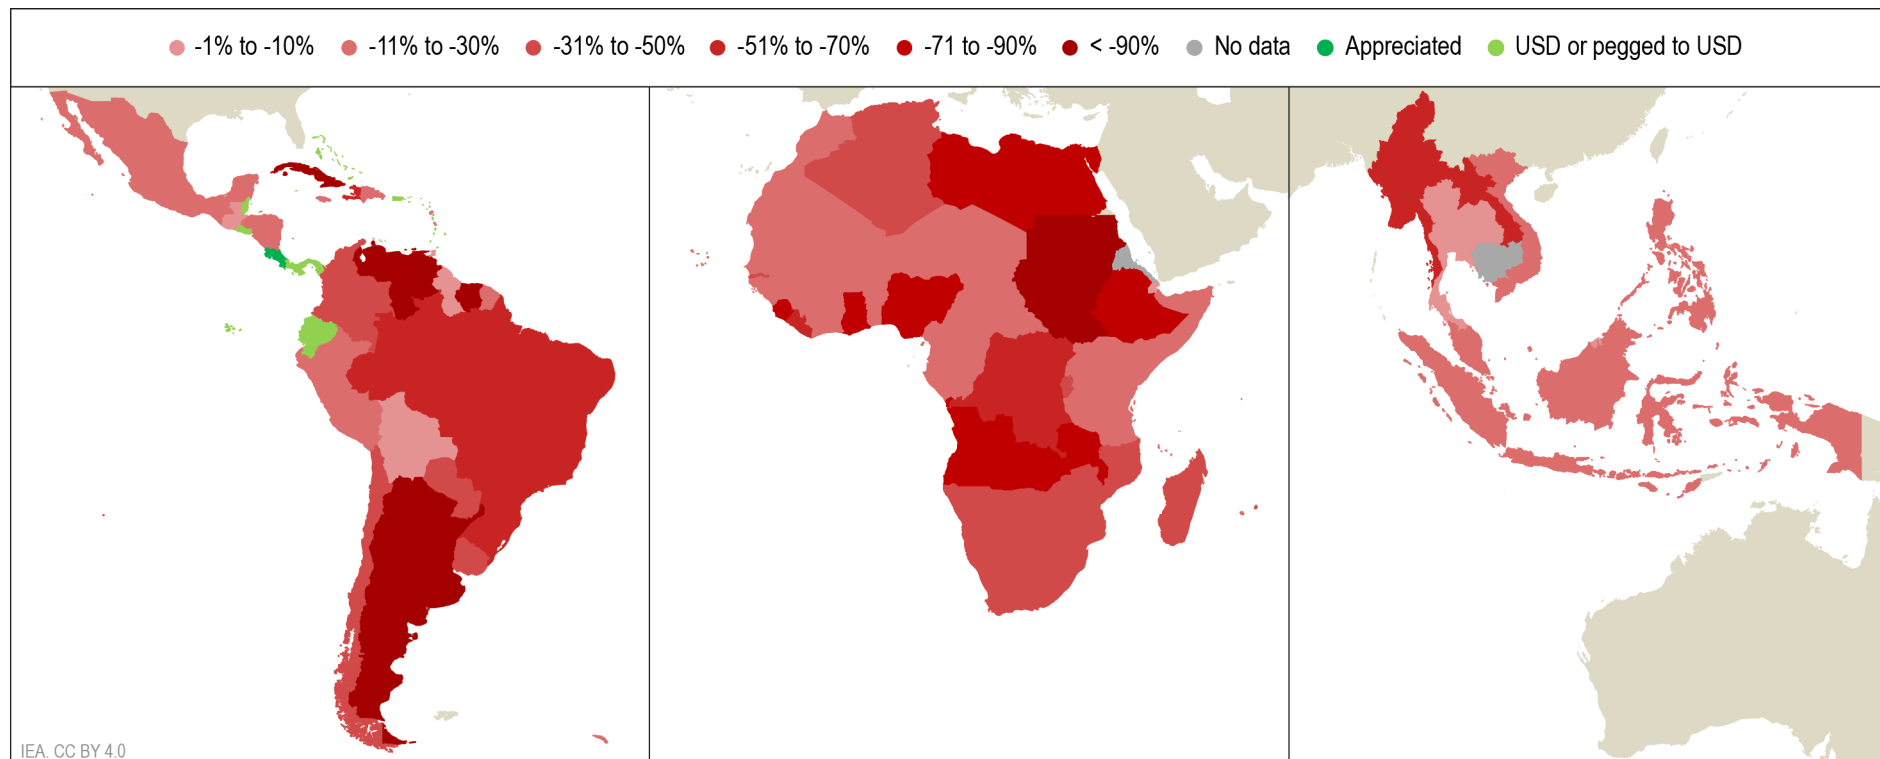 -1% to -10% -11% to -30% -31% to -50% -51% to -70% -71 to -90% < -90% No data Appreciated USD or pegged to USD
IEA. CC BY 4.0